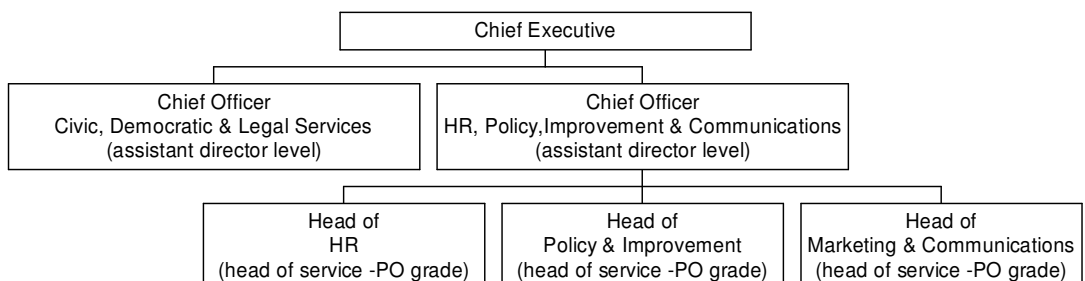 Chief Executive
Chief Officer
Civic, Democratic & Legal Services
(assistant director level)
Chief Officer
HR, Policy,Improvement & Communications
(assistant director level)
Head of
HR
(head of service -PO grade)
Head of
Policy & Improvement
(head of service -PO grade)
Head of
Marketing & Communications
(head of service -PO grade)